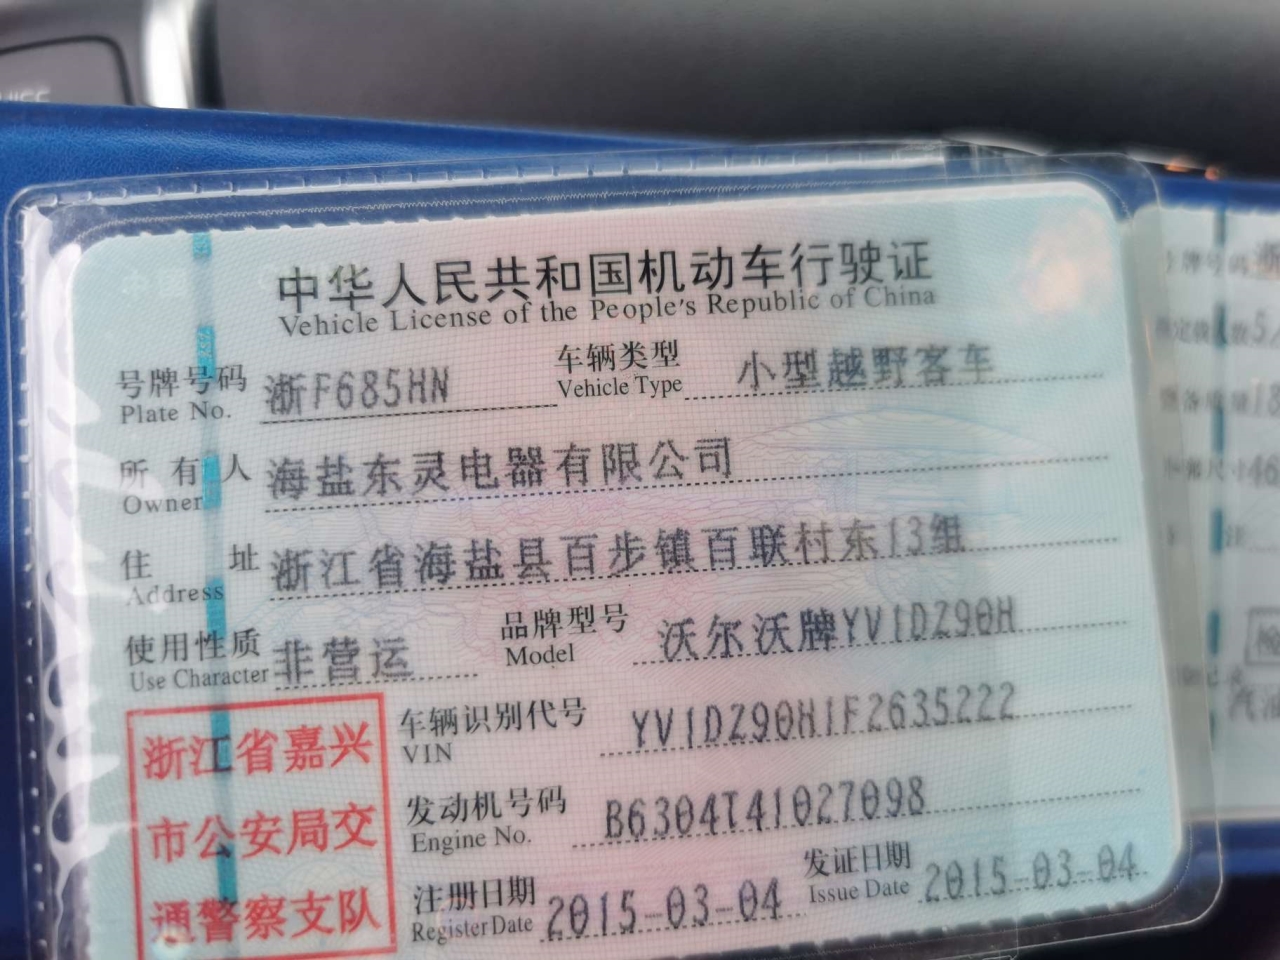 中华人民共和国机动车行驶证
Vehicle License of the People's Republic of China
号牌号码 浙F685HN 车辆类型 小型越野客车
Plate No. Vehicle Type
所有人 海盐东灵电器有限公司
Owner
住址 浙江省海盐县百步镇百联村东13组
Address
使用性质 非营运 品牌型号 沃尔沃牌YV1DZ90H
Use Character Model
浙江省嘉兴
市公安局交
通警察支队
车辆识别代号 YV1DZ90H1F2635222
VIN
发动机号码 B6304T41027098
Engine No.
注册日期 2015-03-04 发证日期 2015-03-04
Register Date Issue Date